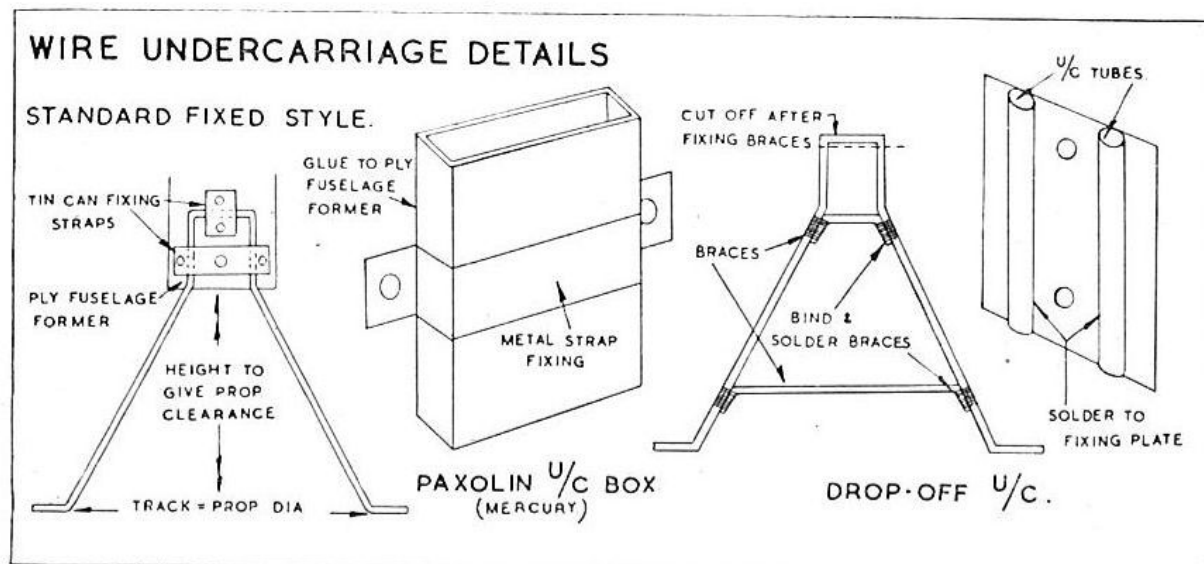 WIRE UNDERCARRIAGE DETAILS
STANDARD FIXED STYLE.
TIN CAN FIXING
STRAPS
PLY FUSELAGE
FORMER
HEIGHT TO
GIVE PROP
CLEARANCE
TRACK = PROP DIA
GLUE TO PLY
FUSELAGE
FORMER
METAL STRAP
FIXING
PAXOLIN U/C BOX
(MERCURY)
CUT OFF AFTER
FIXING BRACES
BRACES
BIND &
SOLDER BRACES
DROP-OFF U/C.
U/C TUBES.
SOLDER TO
FIXING PLATE